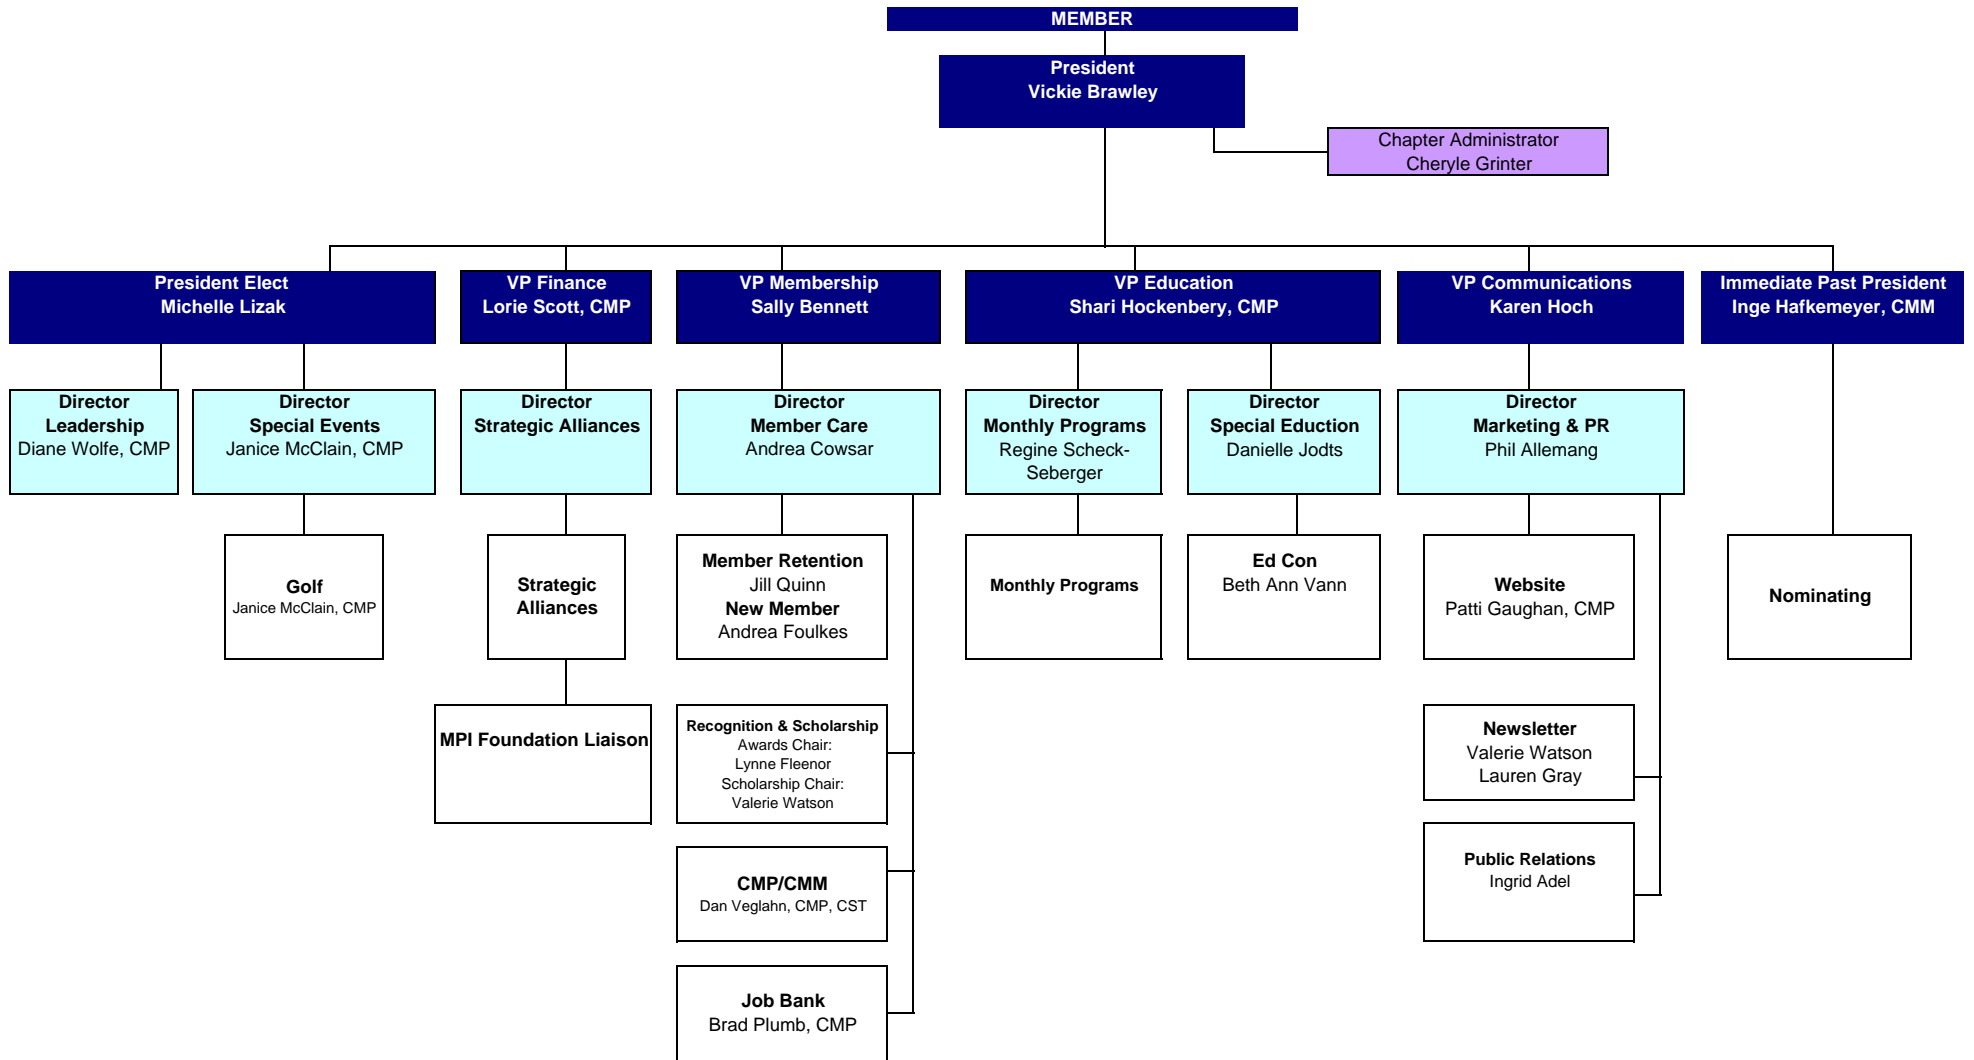 MEMBER
President
Vickie Brawley
Chapter Administrator
Cheryle Grinter
President Elect
Michelle Lizak
VP Finance
Lorie Scott, CMP
VP Membership
Sally Bennett
VP Education
Shari Hockenbery, CMP
VP Communications
Karen Hoch
Immediate Past President
Inge Hafkemeyer, CMM
Director
Leadership
Diane Wolfe, CMP
Director
Special Events
Janice McClain, CMP
Director
Strategic Alliances
Director
Member Care
Andrea Cowsar
Director
Monthly Programs
Regine Scheck-
Seberger
Director
Special Eduction
Danielle Jodts
Director
Marketing & PR
Phil Allemang
Golf
Janice McClain, CMP
Strategic
Alliances
Member Retention
Jill Quinn
New Member
Andrea Foulkes
Monthly Programs
Ed Con
Beth Ann Vann
Website
Patti Gaughan, CMP
Nominating
MPI Foundation Liaison
Recognition & Scholarship
Awards Chair:
Lynne Fleenor
Scholarship Chair:
Valerie Watson
Newsletter
Valerie Watson
Lauren Gray
CMP/CMM
Dan Veglahn, CMP, CST
Public Relations
Ingrid Adel
Job Bank
Brad Plumb, CMP